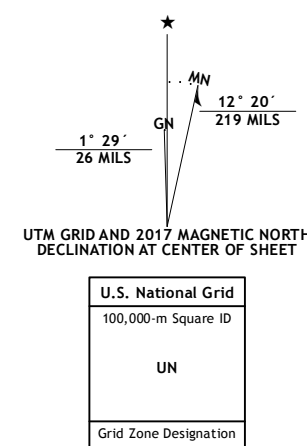 ★
MN
GN
12° 20´
219 MILS
1° 29´
26 MILS
UTM GRID AND 2017 MAGNETIC NORTH
DECLINATION AT CENTER OF SHEET
U.S. National Grid
100,000-m Square ID
UN
Grid Zone Designation